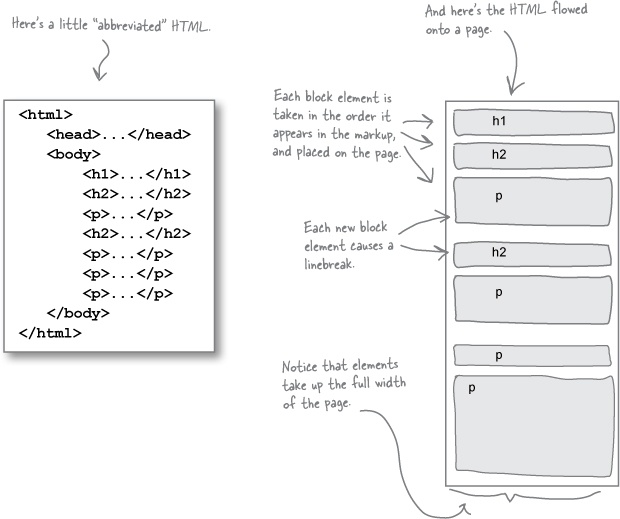 Here's a little “abbreviated” HTML.
<html>
<head>...</head>
<body>
<h1>...</h1>
<h2>...</h2>
<p>...</p>
<h2>...</h2>
<p>...</p>
<p>...</p>
<p>...</p>
</body>
</html>
And here's the HTML flowed
onto a page.
Each block element is
taken in the order it
appears in the markup,
and placed on the page.
Each new block
element causes a
linebreak.
Notice that elements
take up the full width
of the page.
h1
h2
p
h2
p
p
p